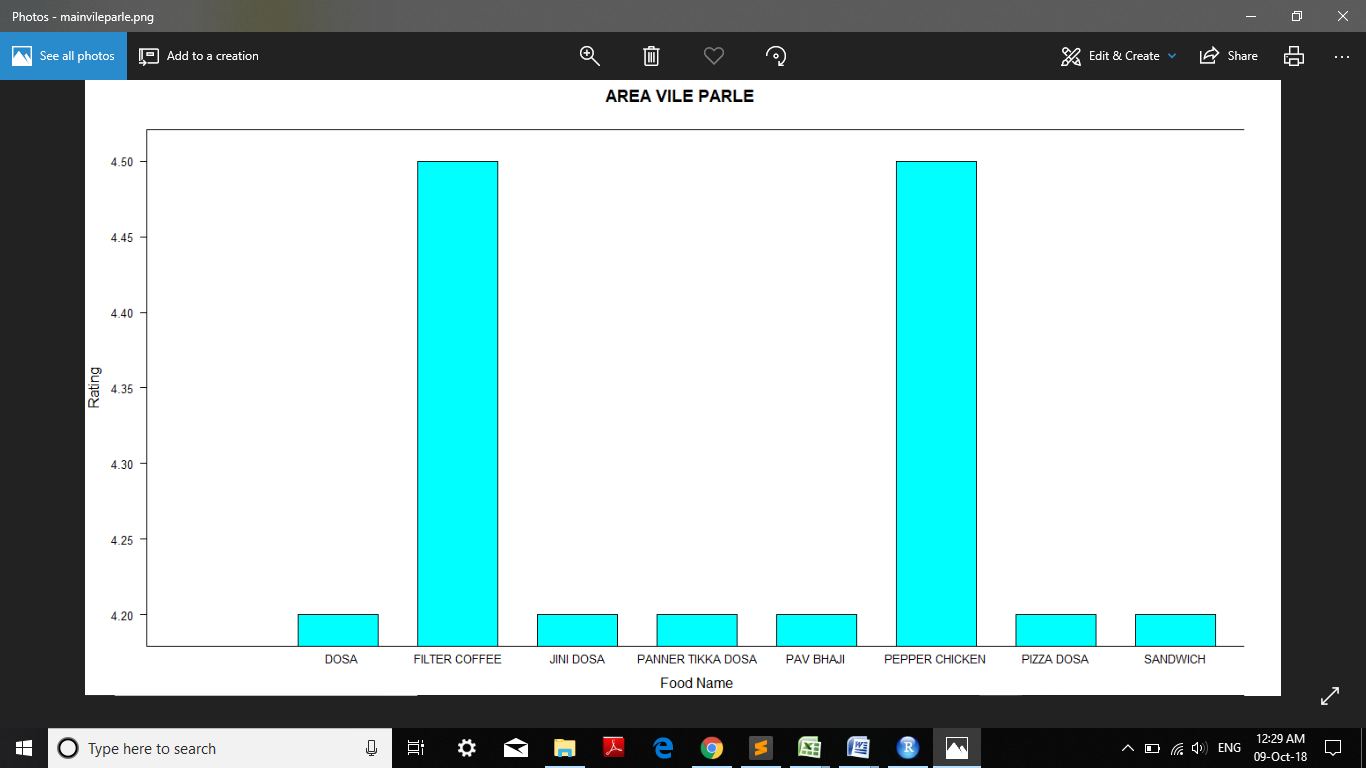 Photos - mainvileparle.png
See all photos
Add to a creation
Edit & Create
Share
AREA VILE PARLE
Rating
4.50
4.45
4.40
4.35
4.30
4.25
4.20
DOSA FILTER COFFEE JINI DOSA PANNER TIKKA DOSA PAV BHAJI PEPPER CHICKEN PIZZA DOSA SANDWICH
Food Name
Type here to search
ENG
12:29 AM
09-Oct-18